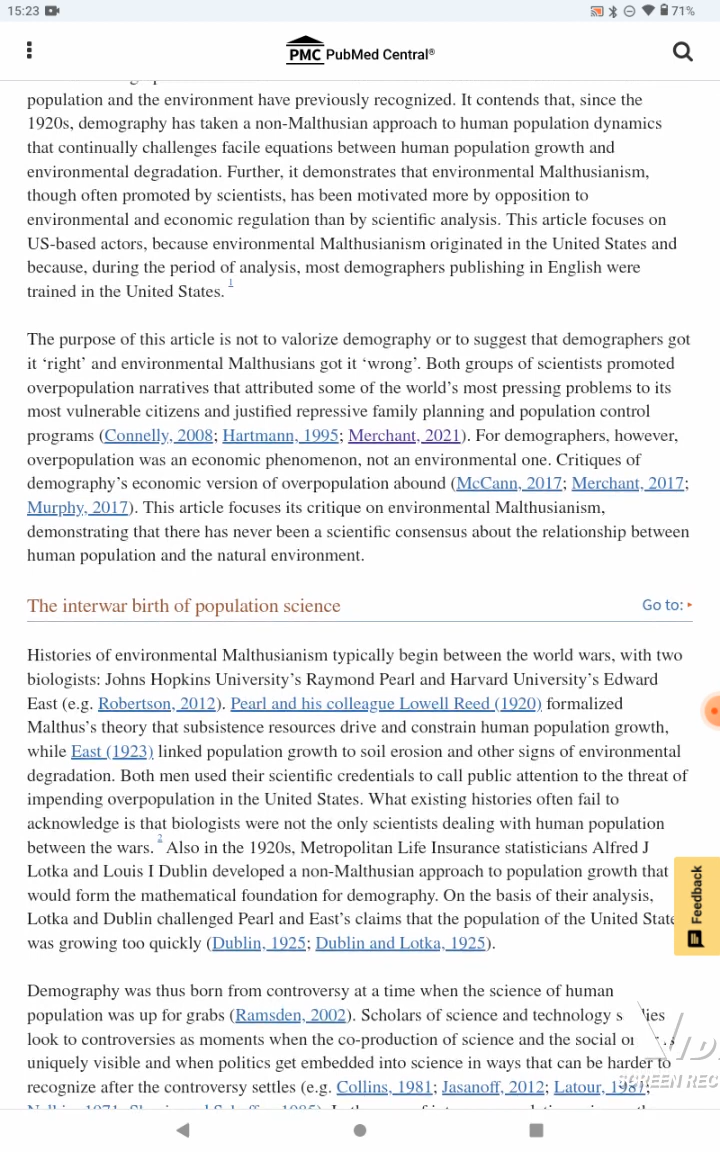 15:23
71%
PMC PubMed Central®
population and the environment have previously recognized. It contends that, since the
1920s, demography has taken a non-Malthusian approach to human population dynamics
that continually challenges facile equations between human population growth and
environmental degradation. Further, it demonstrates that environmental Malthusianism,
though often promoted by scientists, has been motivated more by opposition to
environmental and economic regulation than by scientific analysis. This article focuses on
US-based actors, because environmental Malthusianism originated in the United States and
because, during the period of analysis, most demographers publishing in English were
trained in the United States. 1
The purpose of this article is not to valorize demography or to suggest that demographers got
it ‘right’ and environmental Malthusians got it ‘wrong’. Both groups of scientists promoted
overpopulation narratives that attributed some of the world’s most pressing problems to its
most vulnerable citizens and justified repressive family planning and population control
programs (Connelly, 2008; Hartmann, 1995; Merchant, 2021). For demographers, however,
overpopulation was an economic phenomenon, not an environmental one. Critiques of
demography’s economic version of overpopulation abound (McCann, 2017; Merchant, 2017;
Murphy, 2017). This article focuses its critique on environmental Malthusianism,
demonstrating that there has never been a scientific consensus about the relationship between
human population and the natural environment.
The interwar birth of population science
Go to:
Histories of environmental Malthusianism typically begin between the world wars, with two
biologists: Johns Hopkins University’s Raymond Pearl and Harvard University’s Edward
East (e.g. Robertson, 2012). Pearl and his colleague Lowell Reed (1920) formalized
Malthus’s theory that subsistence resources drive and constrain human population growth,
while East (1923) linked population growth to soil erosion and other signs of environmental
degradation. Both men used their scientific credentials to call public attention to the threat of
impending overpopulation in the United States. What existing histories often fail to
acknowledge is that biologists were not the only scientists dealing with human population
between the wars. 2 Also in the 1920s, Metropolitan Life Insurance statisticians Alfred J
Lotka and Louis I Dublin developed a non-Malthusian approach to population growth that
would form the mathematical foundation for demography. On the basis of their analysis,
Lotka and Dublin challenged Pearl and East’s claims that the population of the United State
was growing too quickly (Dublin, 1925; Dublin and Lotka, 1925).
Feedback
Demography was thus born from controversy at a time when the science of human
population was up for grabs (Ramsden, 2002). Scholars of science and technology s dies
look to controversies as moments when the co-production of science and the social
uniquely visible and when politics get embedded into science in ways that can be harder to
recognize after the controversy settles (e.g. Collins, 1981; Jasanoff, 2012; Latour, 1987;
SCREEN REC